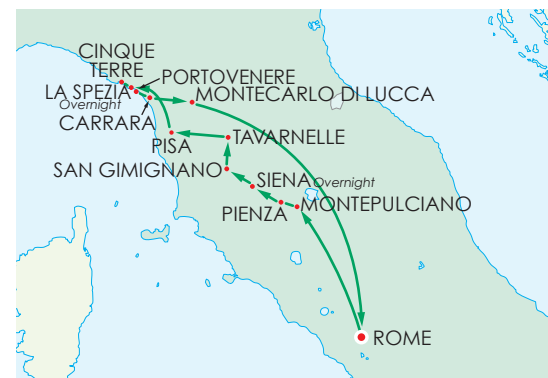 CINQUE
TERRE
PORTOVENERE
LA SPEZIA
Overnight
MONTECARLO DI LUCCA
CARRARA
PISA
TAVARNELLE
SAN GIMIGNANO
SIENA Overnight
PIENZA
MONTEPULCIANO
ROME